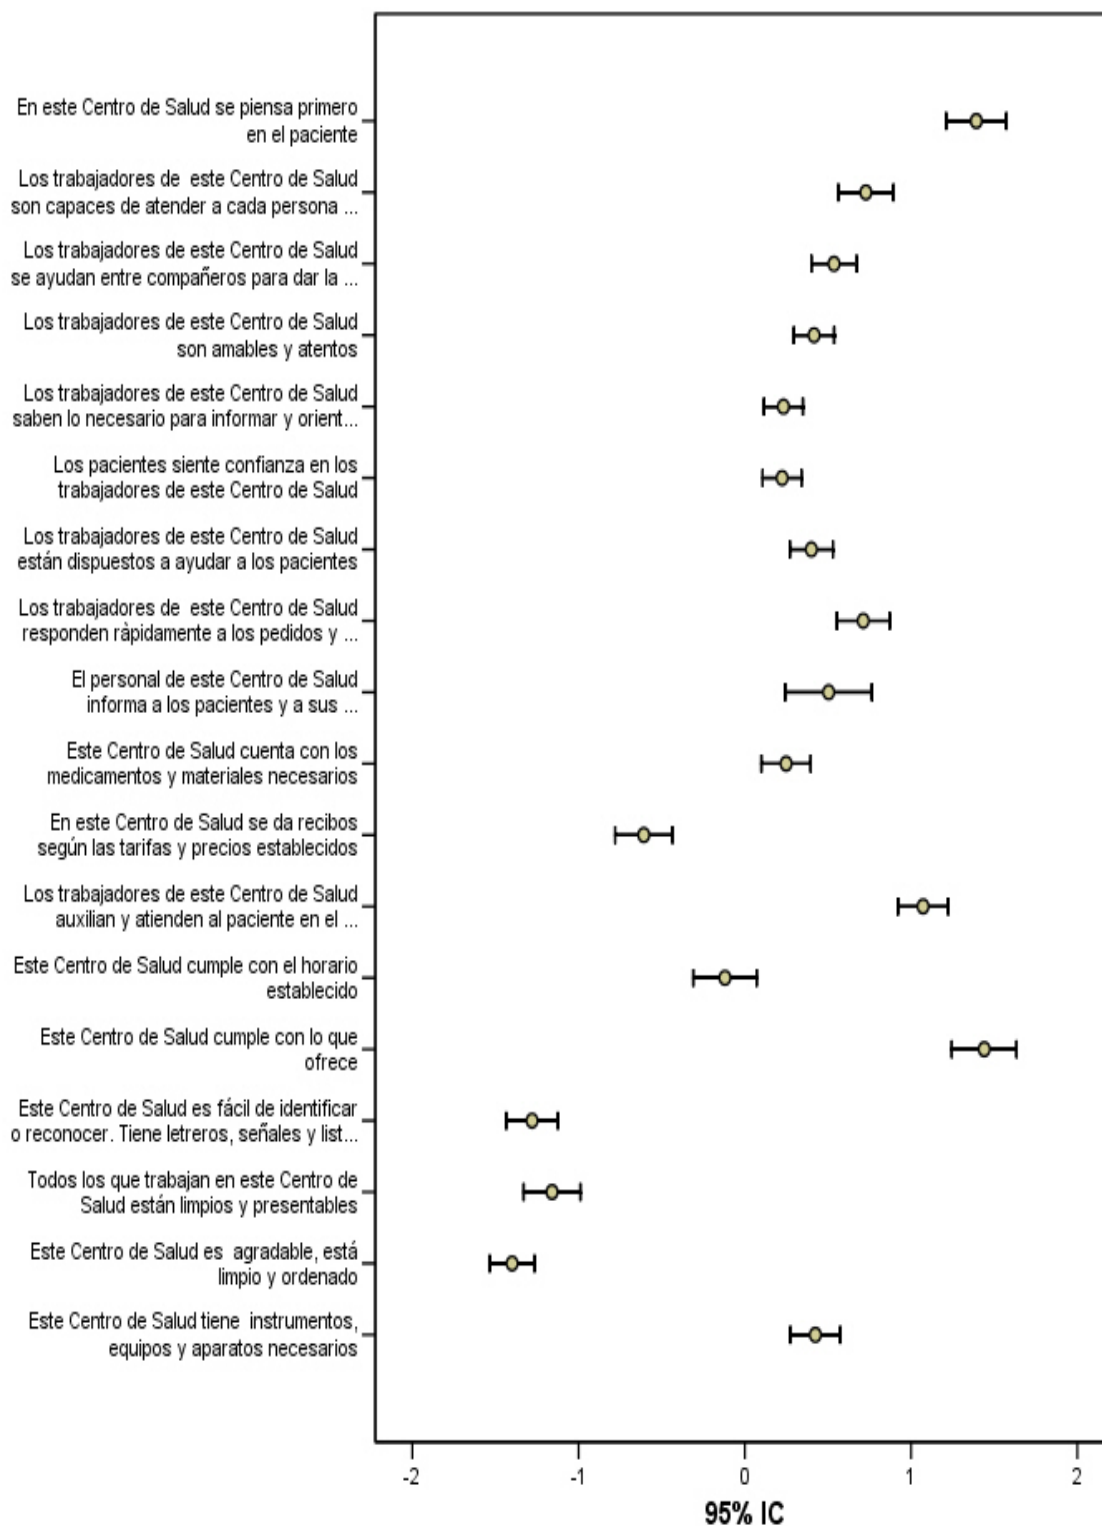 En este Centro de Salud se piensa primero
en el paciente
Los trabajadores de  este Centro de Salud
son capaces de atender a cada persona ...
Los trabajadores de este Centro de Salud
se ayudan entre compañeros para dar la ...
Los trabajadores de este Centro de Salud
son amables y atentos
Los trabajadores de este Centro de Salud
saben lo necesario para informar y orient...
Los pacientes siente confianza en los
trabajadores de este Centro de Salud
Los trabajadores de este Centro de Salud
están dispuestos a ayudar a los pacientes
Los trabajadores de  este Centro de Salud
responden ràpidamente a los pedidos y ...
El personal de este Centro de Salud
informa a los pacientes y a sus ...
Este Centro de Salud cuenta con los
medicamentos y materiales necesarios
En este Centro de Salud se da recibos
según las tarifas y precios establecidos
Los trabajadores de este Centro de Salud
auxilian y atienden al paciente en el ...
Este Centro de Salud cumple con el horario
establecido
Este Centro de Salud cumple con lo que
ofrece
Este Centro de Salud es fácil de identificar
o reconocer. Tiene letreros, señales y list...
Todos los que trabajan en este Centro de
Salud están limpios y presentables
Este Centro de Salud es  agradable, está
limpio y ordenado
Este Centro de Salud tiene  instrumentos,
equipos y aparatos necesarios
-2 -1 0 1 2
95% IC